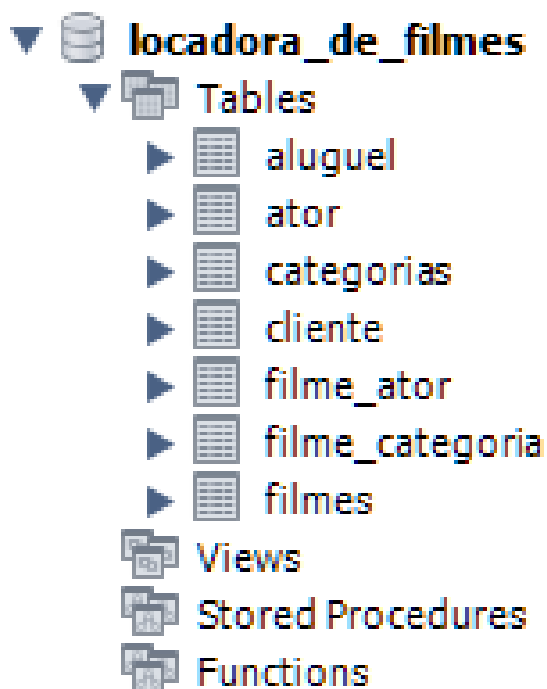 locadora_de_filmes
Tables
aluguel
ator
categorias
cliente
filme_ator
filme_categoria
filmes
Views
Stored Procedures
Functions